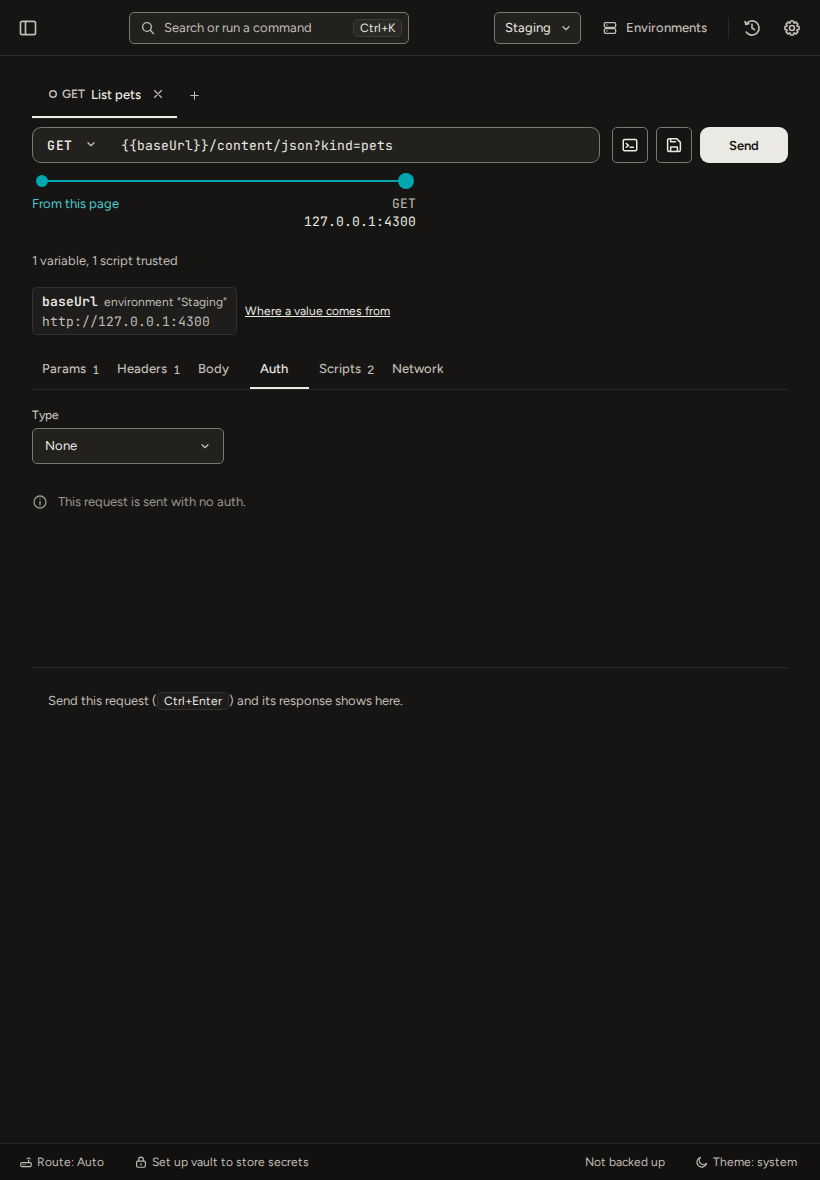 Search or run a command Ctrl+K Staging Environments
GET List pets
GET {{baseUrl}}/content/json?kind=pets Send
From this page GET
127.0.0.1:4300
1 variable, 1 script trusted
baseUrl environment "Staging"
http://127.0.0.1:4300
Where a value comes from
Params 1 Headers 1 Body Auth Scripts 2 Network
Type
None
This request is sent with no auth.
Send this request (Ctrl+Enter) and its response shows here.
Route: Auto Set up vault to store secrets Not backed up Theme: system